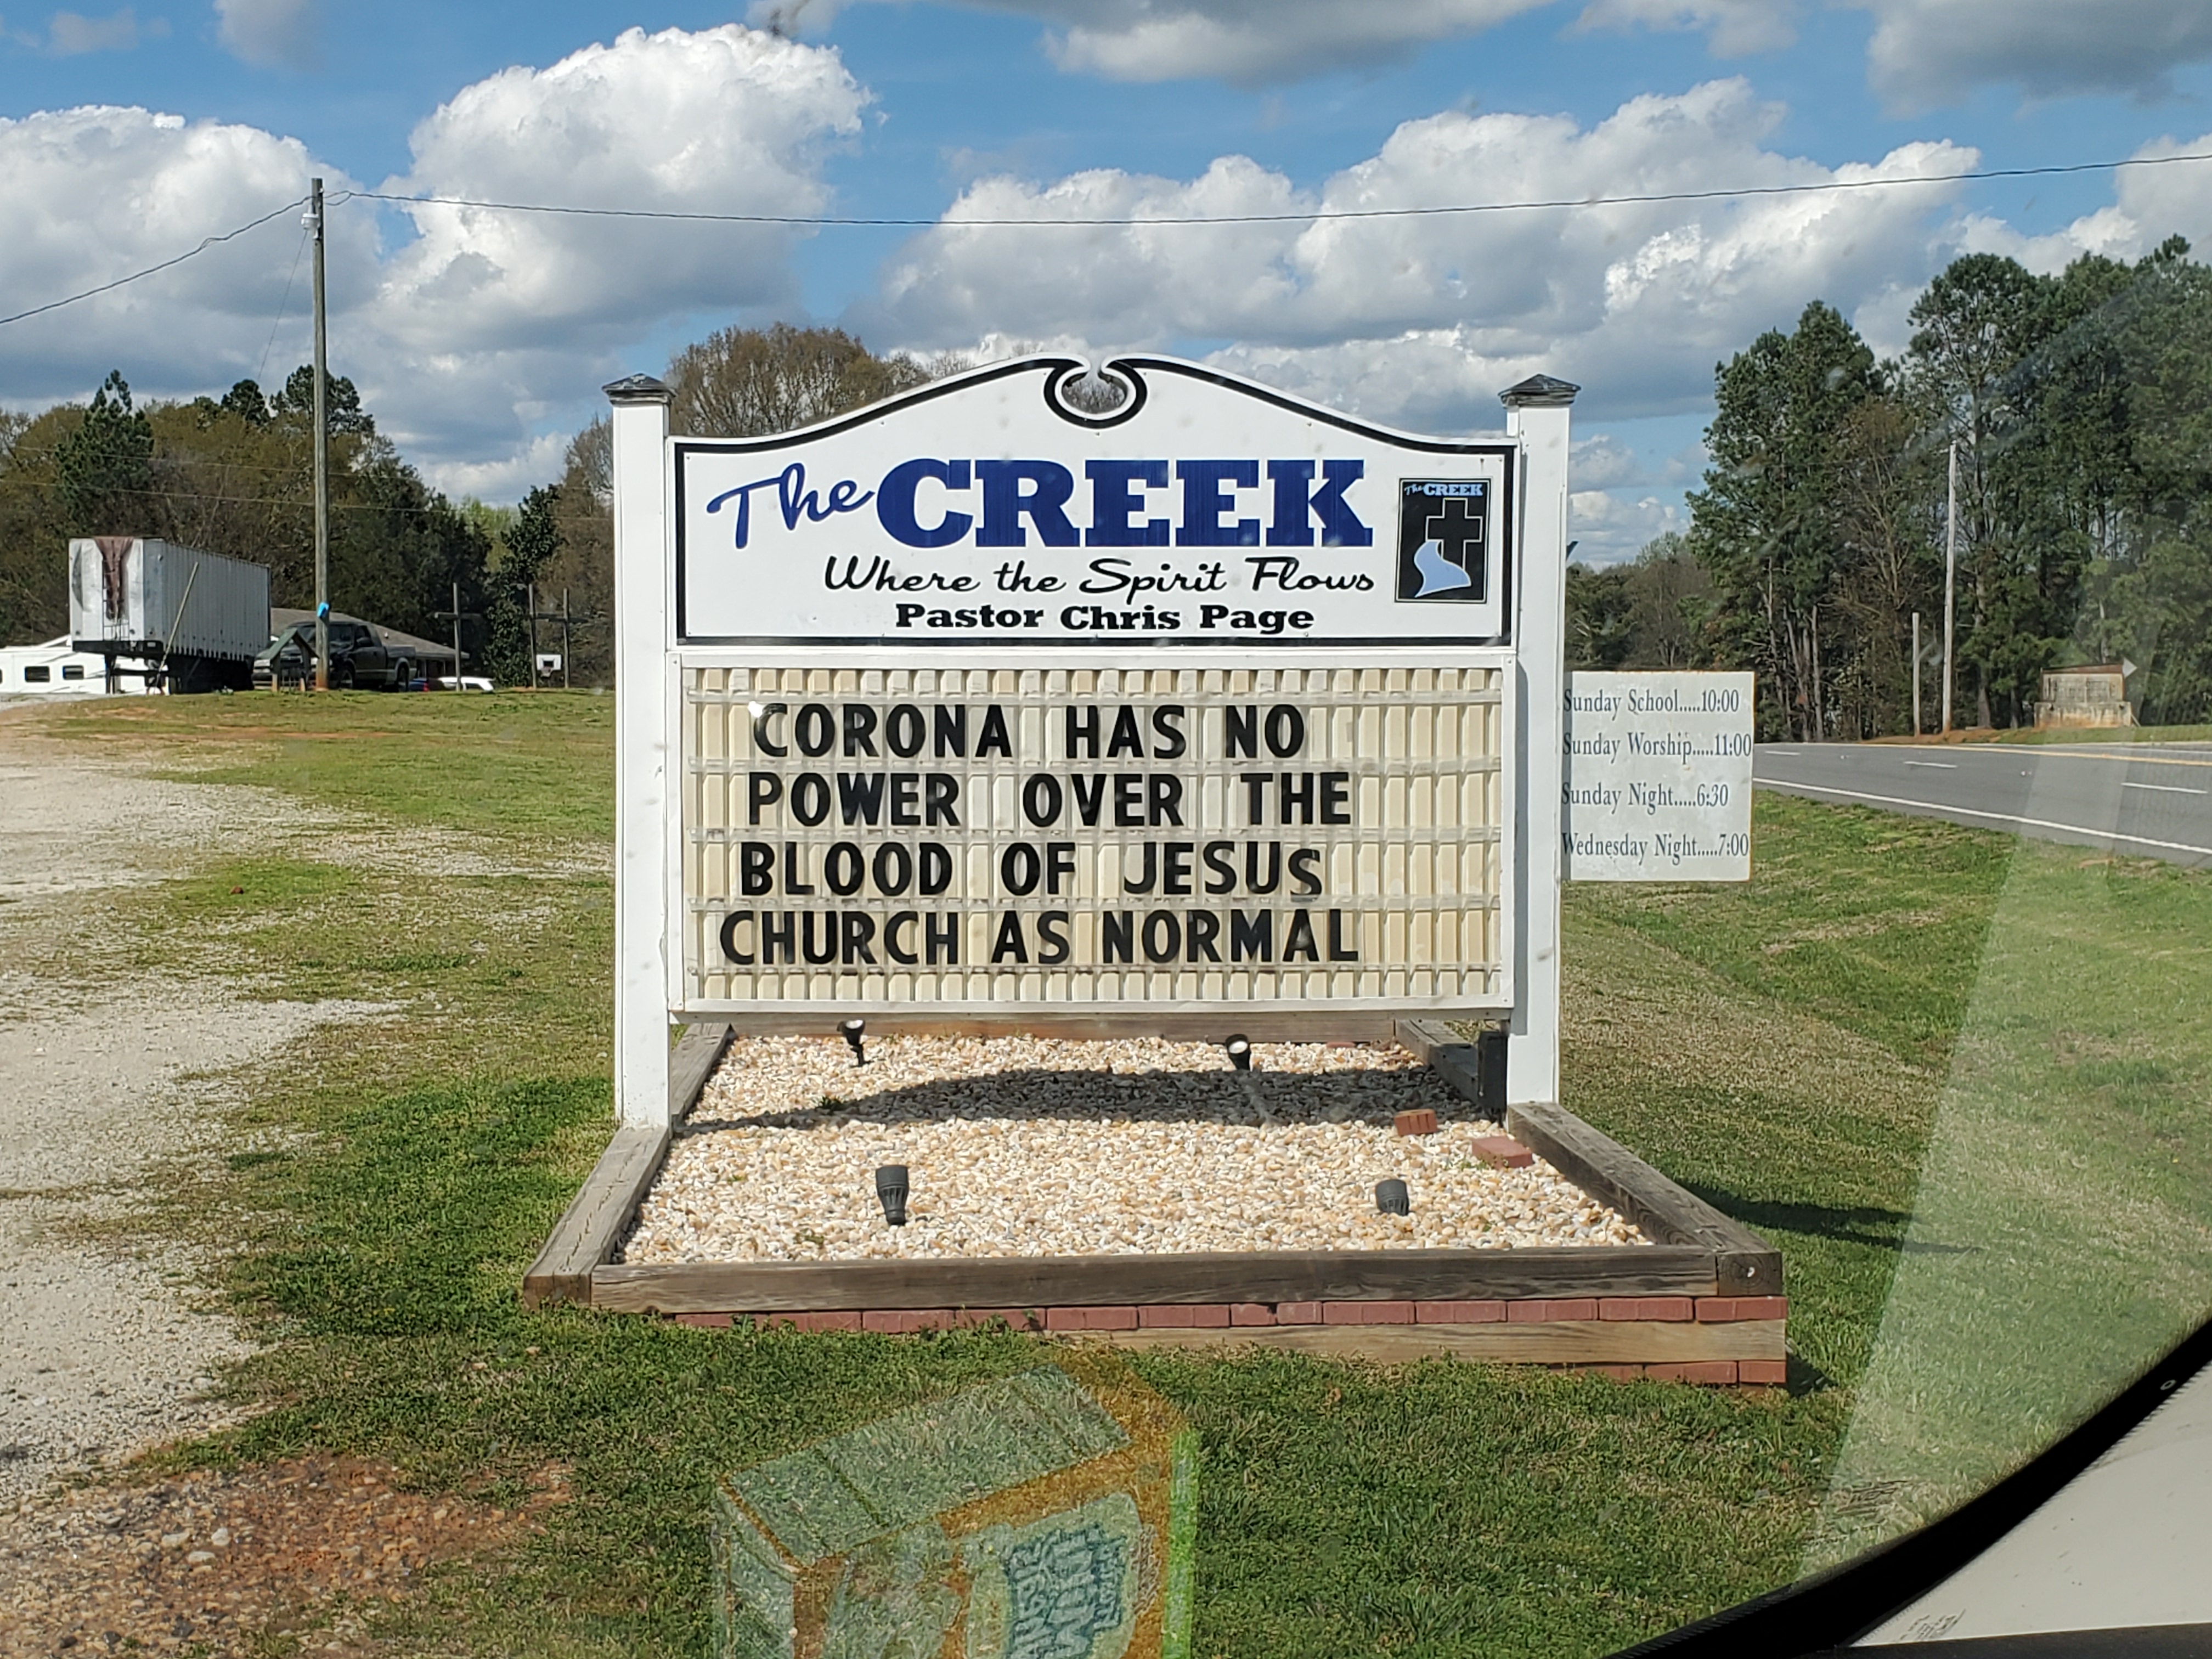 The CREEK
The CREEK
Where the Spirit Flows
Pastor Chris Page
CORONA HAS NO
POWER OVER THE
BLOOD OF JESUS
CHURCH AS NORMAL
Sunday School.....10:00
Sunday Worship.....11:00
Sunday Night.....6:30
Wednesday Night.....7:00